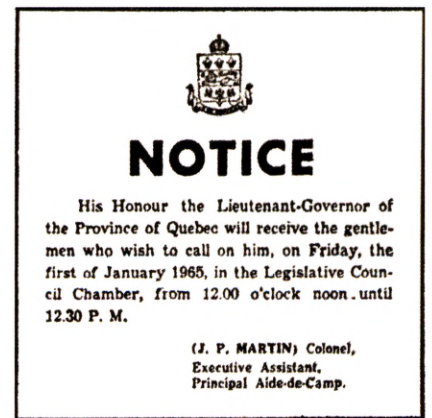 NOTICE
His Honour the Lieutenant-Governor of
the Province of Quebec will receive the gentle-
men who wish to call on him, on Friday, the
first of January 1965, in the Legislative Coun-
cil Chamber, from 12.00 o'clock noon until
12.30 P. M.
(J. P. MARTIN) Colonel,
Executive Assistant,
Principal Aide-de-Camp.